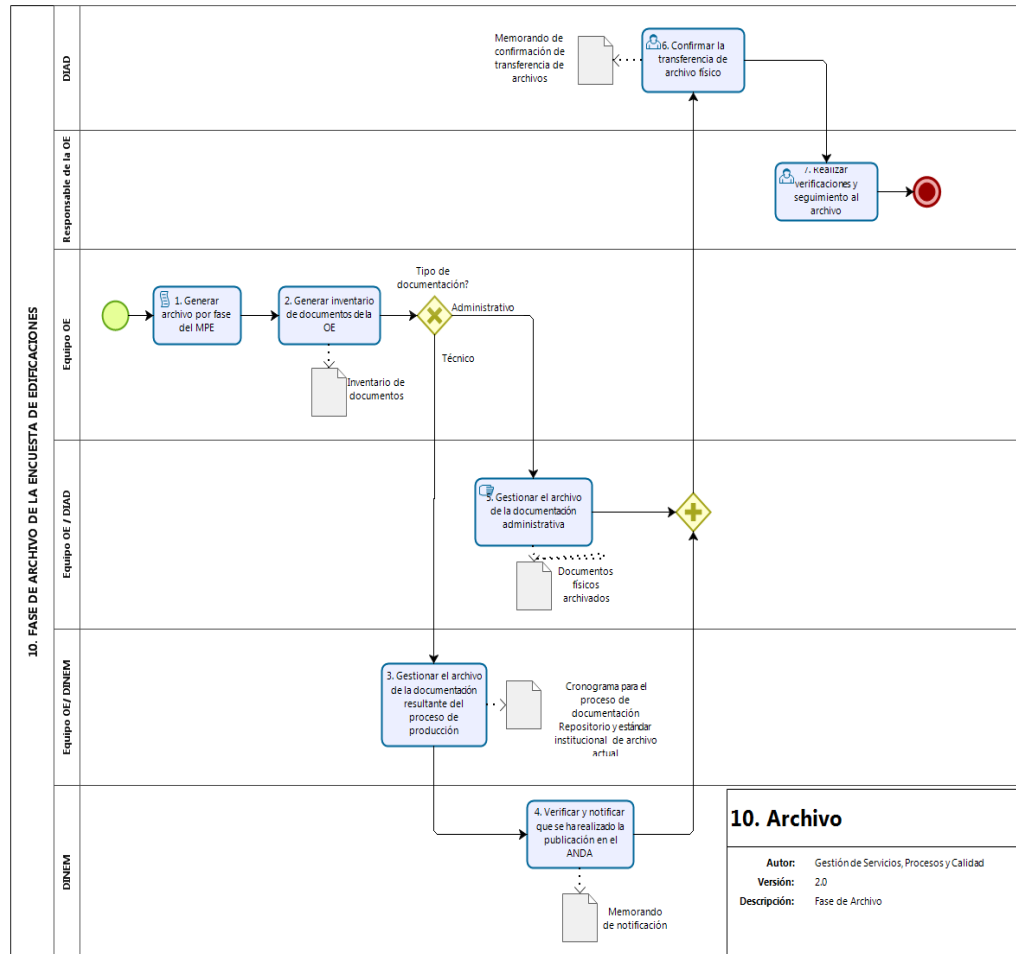 10. FASE DE ARCHIVO DE LA ENCUESTA DE EDIFICACIONES
DIAD
Memorando de
confirmación de
transferencia de
archivos
6. Confirmar la
transferencia de
archivo físico
Responsable de la OE
7. Realizar
verificaciones y
seguimiento al
archivo
Equipo OE
1. Generar
archivo por fase
del MPE
2. Generar inventario
de documentos de la
OE
Tipo de
documentación?
Administrativo
Técnico
Inventario de
documentos
Equipo OE / DIAD
5. Gestionar el archivo
de la documentación
administrativa
Documentos
físicos
archivados
Equipo OE/ DINEM
3. Gestionar el archivo
de la documentación
resultante del
proceso de
producción
Cronograma para el
proceso de
documentación
Repositorio y estándar
institucional de archivo
actual
DINEM
4. Verificar y notificar
que se ha realizado la
publicación en el
ANDA
Memorando
de notificación
10. Archivo
Autor: Gestión de Servicios, Procesos y Calidad
Versión: 2.0
Descripción: Fase de Archivo